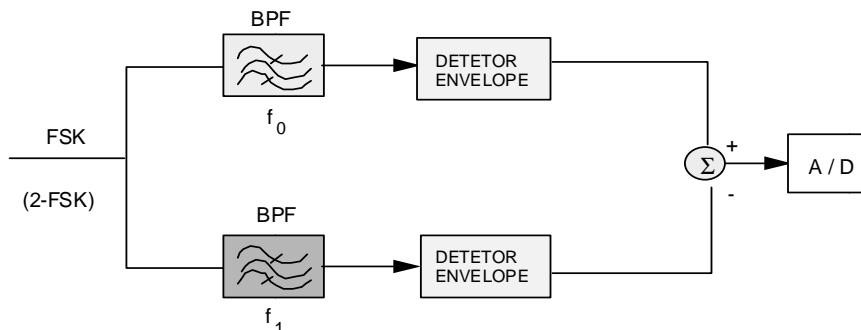 BPF
DETETOR
ENVELOPE
f0
FSK
(2-FSK)
+
Σ
-
A / D
BPF
DETETOR
ENVELOPE
f1